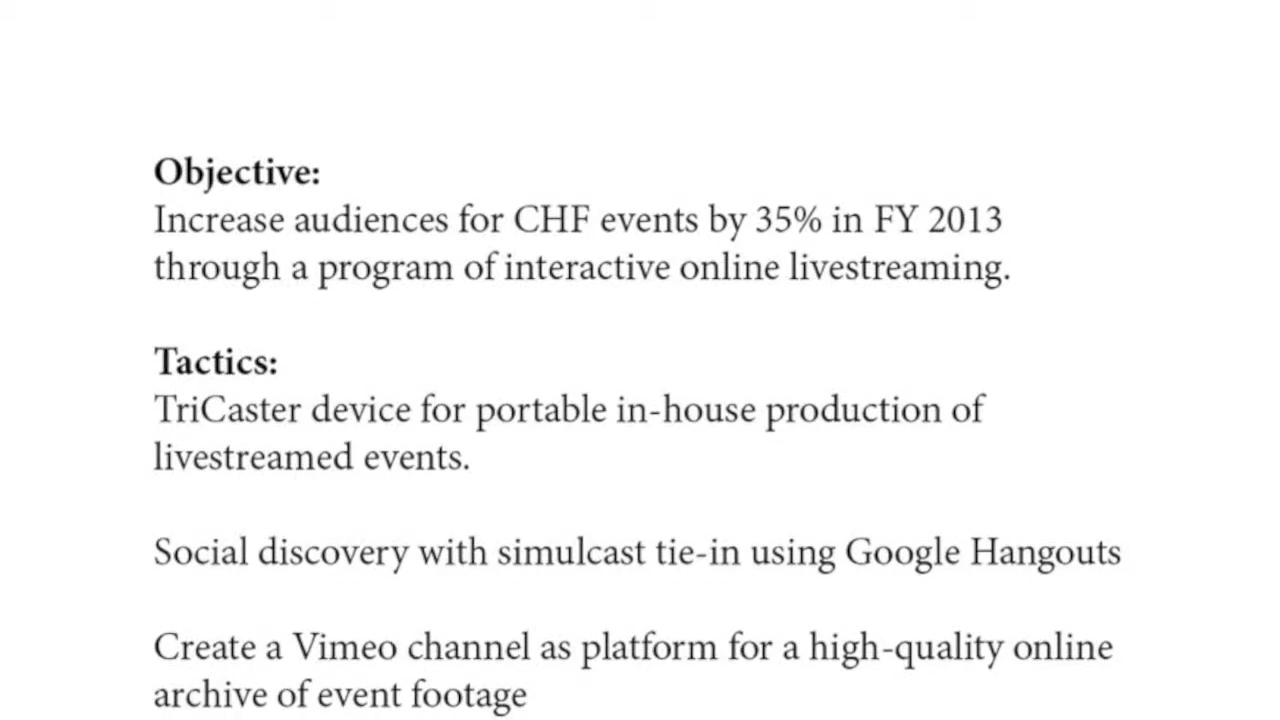 Objective:
Increase audiences for CHF events by 35% in FY 2013
through a program of interactive online livestreaming.
Tactics:
TriCaster device for portable in-house production of
livestreamed events.
Social discovery with simulcast tie-in using Google Hangouts
Create a Vimeo channel as platform for a high-quality online
archive of event footage